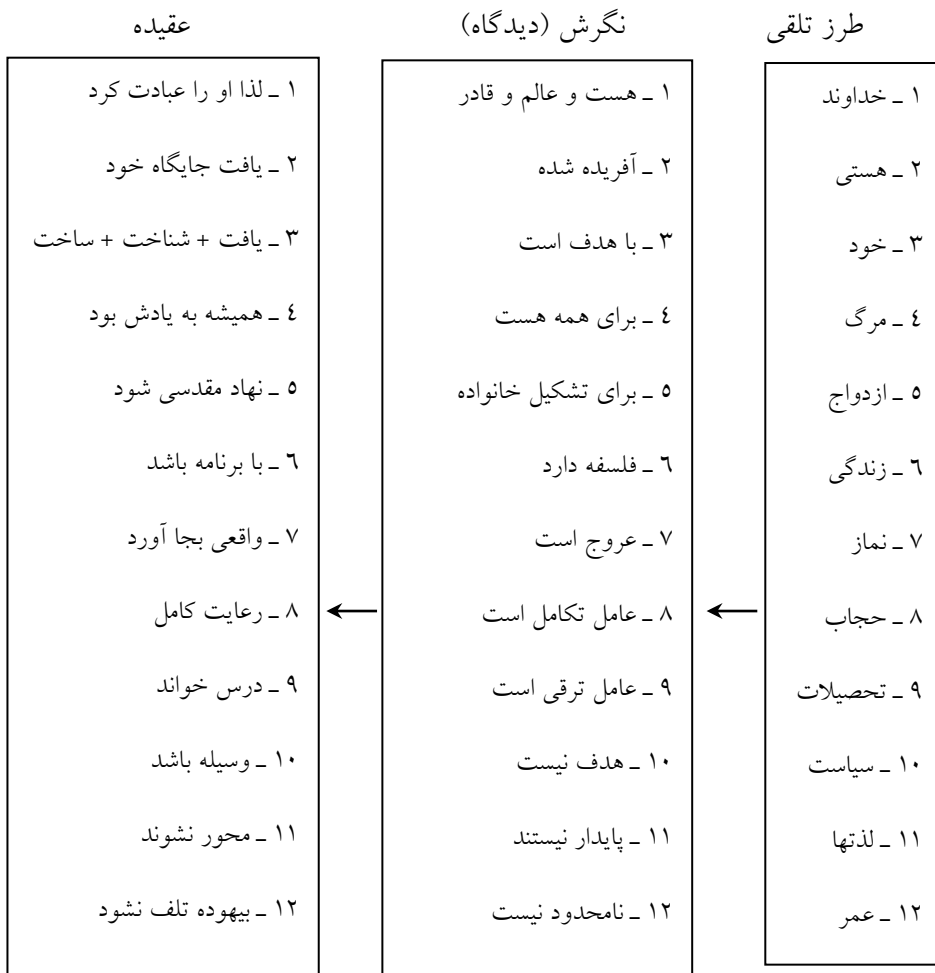 طرز تلقی
۱ ـ خداوند
۲ ـ هستی
۳ ـ خود
٤ ـ مرگ
٥ ـ ازدواج
٦ ـ زندگی
۷ ـ نماز
۸ ـ حجاب
۹ ـ تحصیلات
۱۰ ـ سیاست
۱۱ ـ لذتها
۱۲ ـ عمر
نگرش (دیدگاه)
۱ ـ هست و عالم و قادر
۲ ـ آفریده شده
۳ ـ با هدف است
٤ ـ برای همه هست
٥ ـ برای تشکیل خانواده
٦ ـ فلسفه دارد
۷ ـ عروج است
۸ ـ عامل تکامل است
۹ ـ عامل ترقی است
۱۰ ـ هدف نیست
۱۱ ـ پایدار نیستند
۱۲ ـ نامحدود نیست
عقیده
۱ ـ لذا او را عبادت کرد
۲ ـ یافت جایگاه خود
۳ ـ یافت + شناخت + ساخت
٤ ـ همیشه به یادش بود
٥ ـ نهاد مقدسی شود
٦ ـ با برنامه باشد
۷ ـ واقعی بجا آورد
۸ ـ رعایت کامل
۹ ـ درس خواند
۱۰ ـ وسیله باشد
۱۱ ـ محور نشوند
۱۲ ـ بیهوده تلف نشود